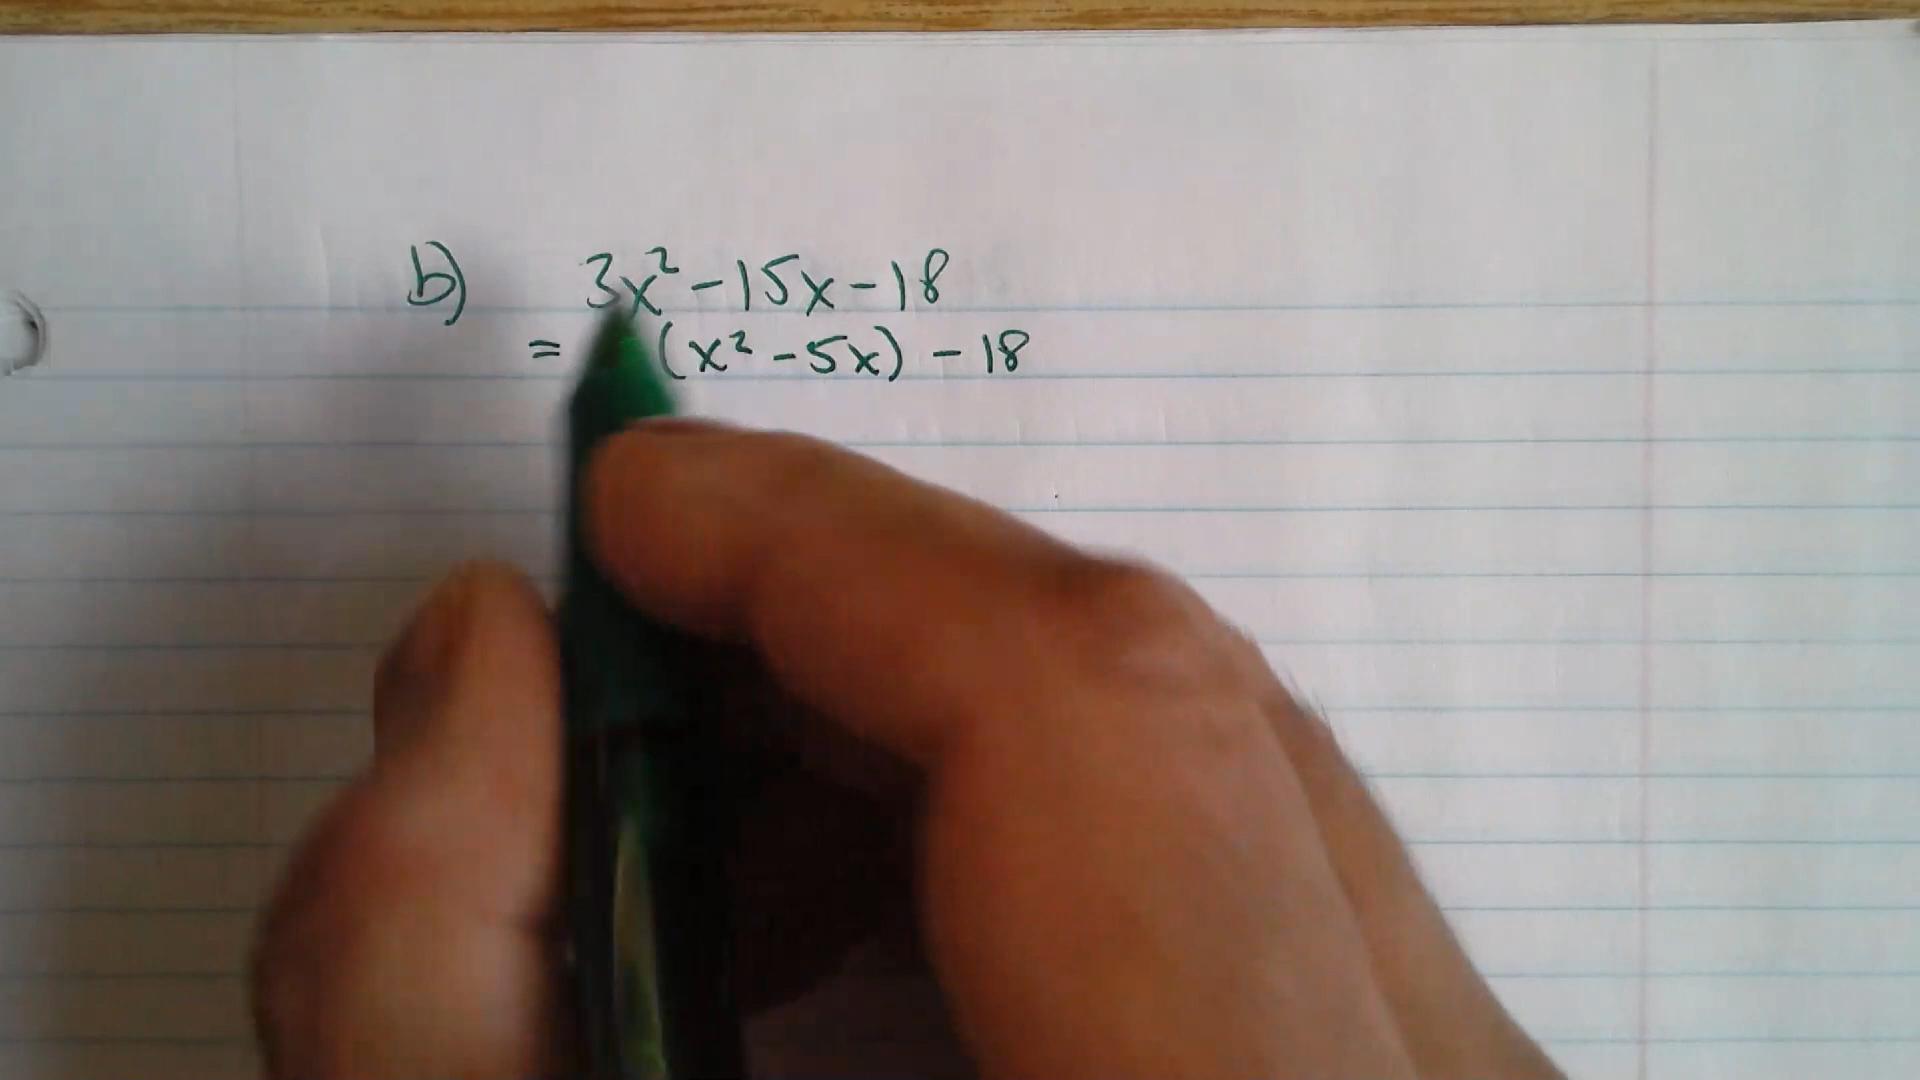 b) 3x² - 15x - 18
= (x² - 5x) - 18